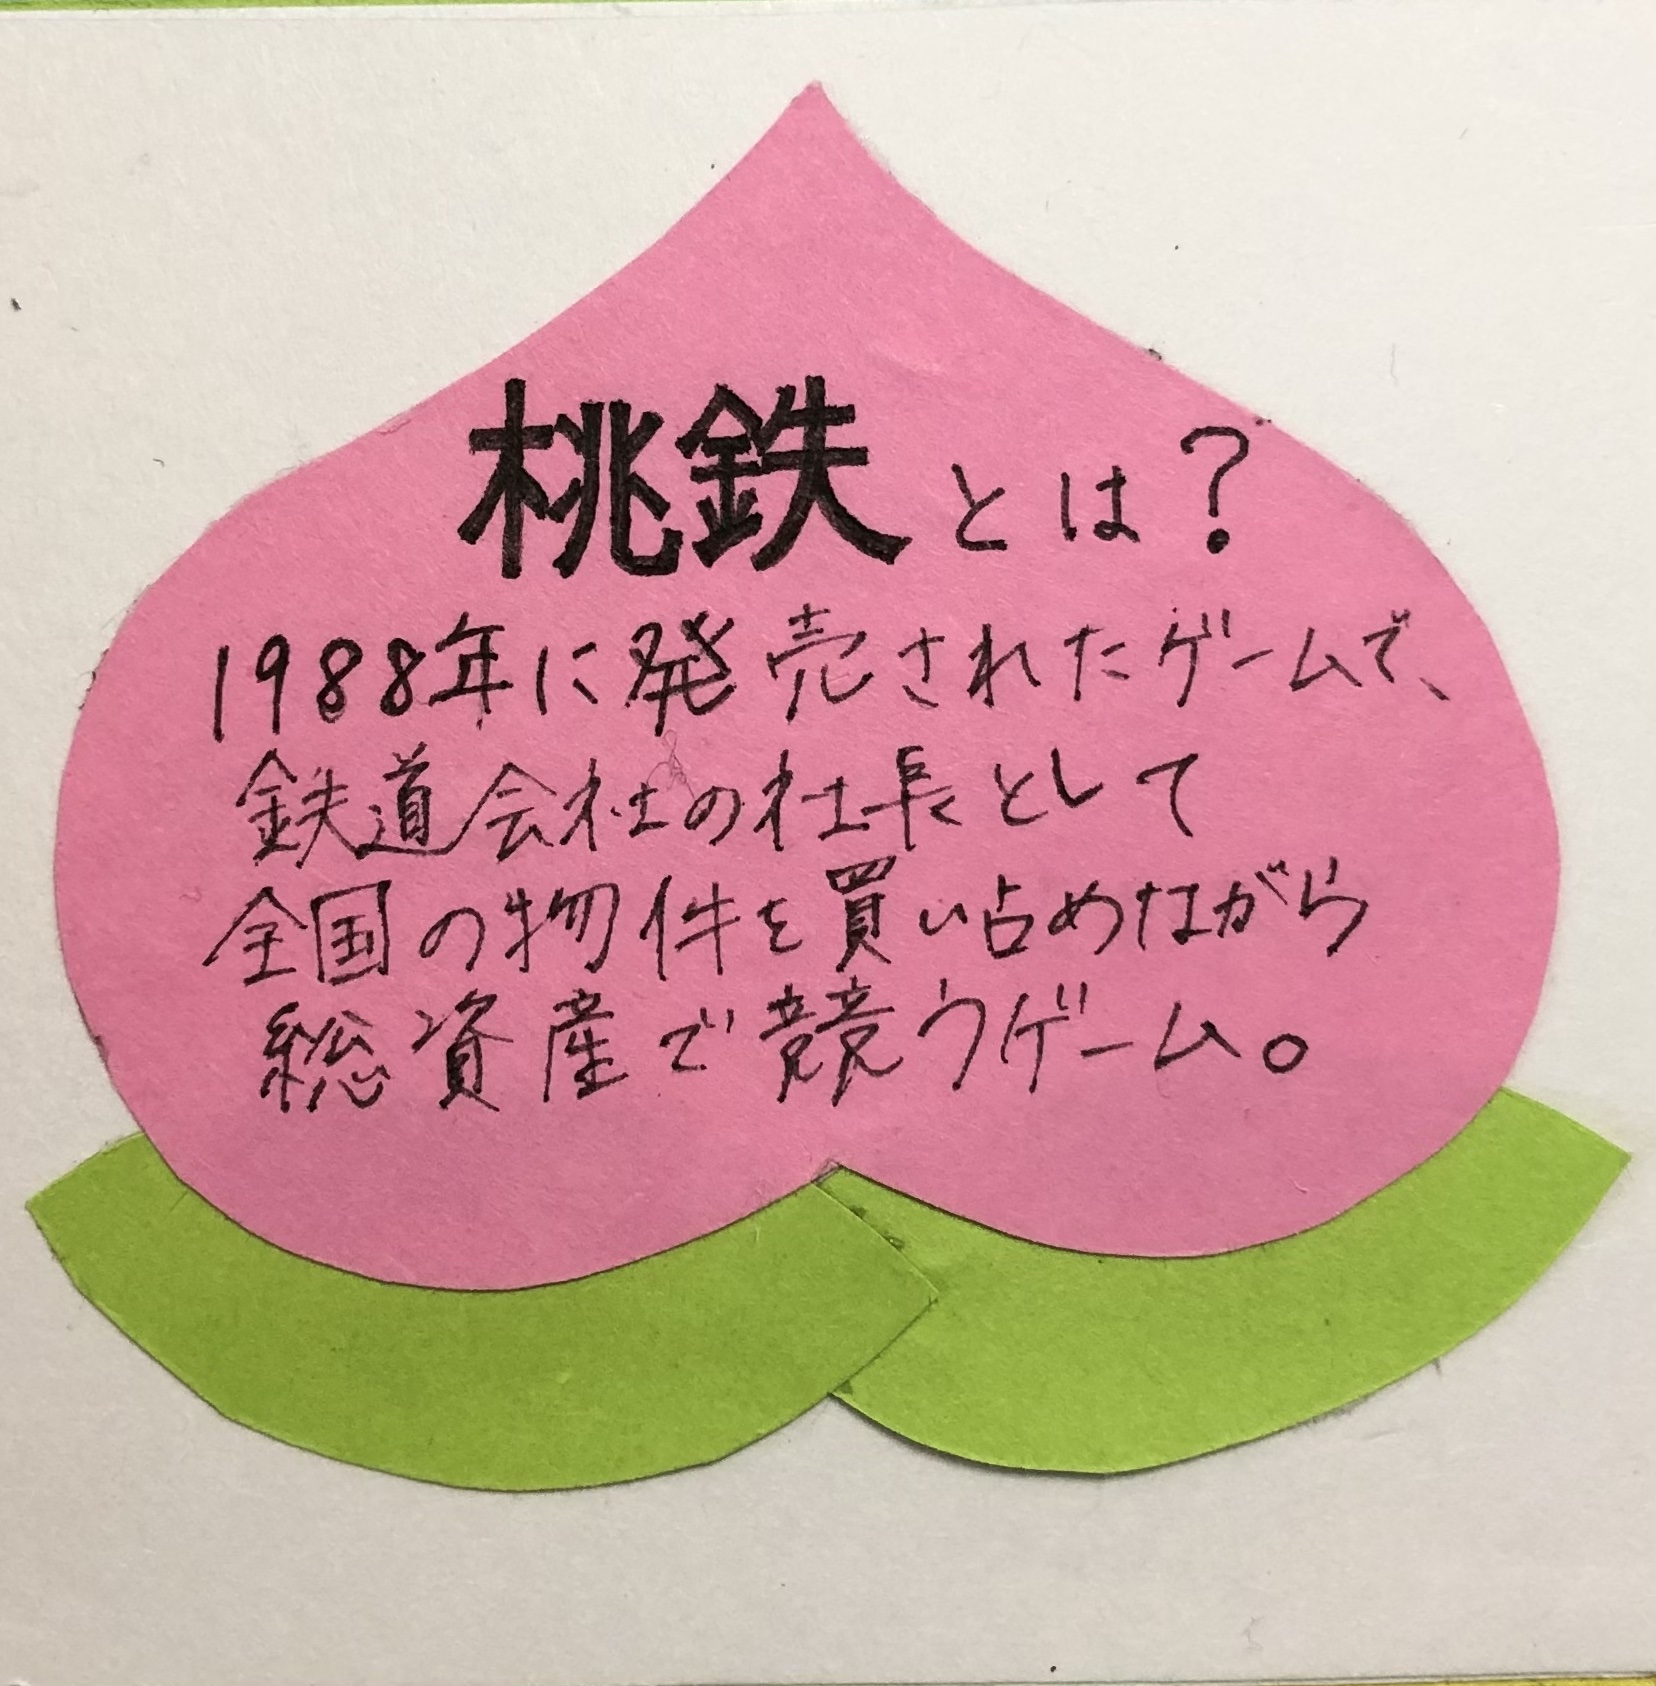 桃鉄とは?
1988年に発売されたゲームで、
鉄道会社の社長として
全国の物件を買い占めながら
総資産で競うゲーム。